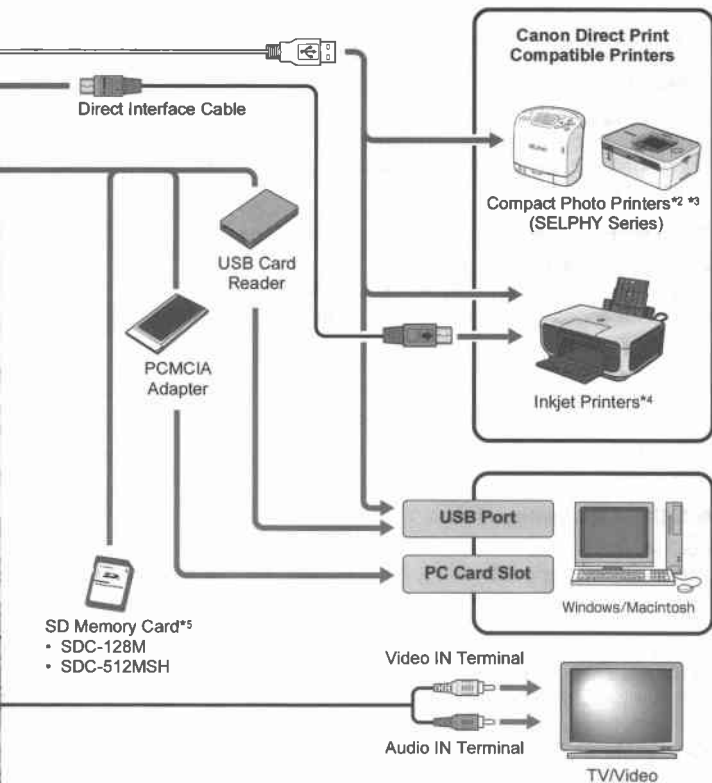 Canon Direct Print
Compatible Printers
Direct Interface Cable
Compact Photo Printers*2 *3
(SELPHY Series)
USB Card
Reader
PCMCIA
Adapter
Inkjet Printers*4
USB Port
PC Card Slot
Windows/Macintosh
SD Memory Card*5
• SDC-128M
• SDC-512MSH
Video IN Terminal
Audio IN Terminal
TV/Video